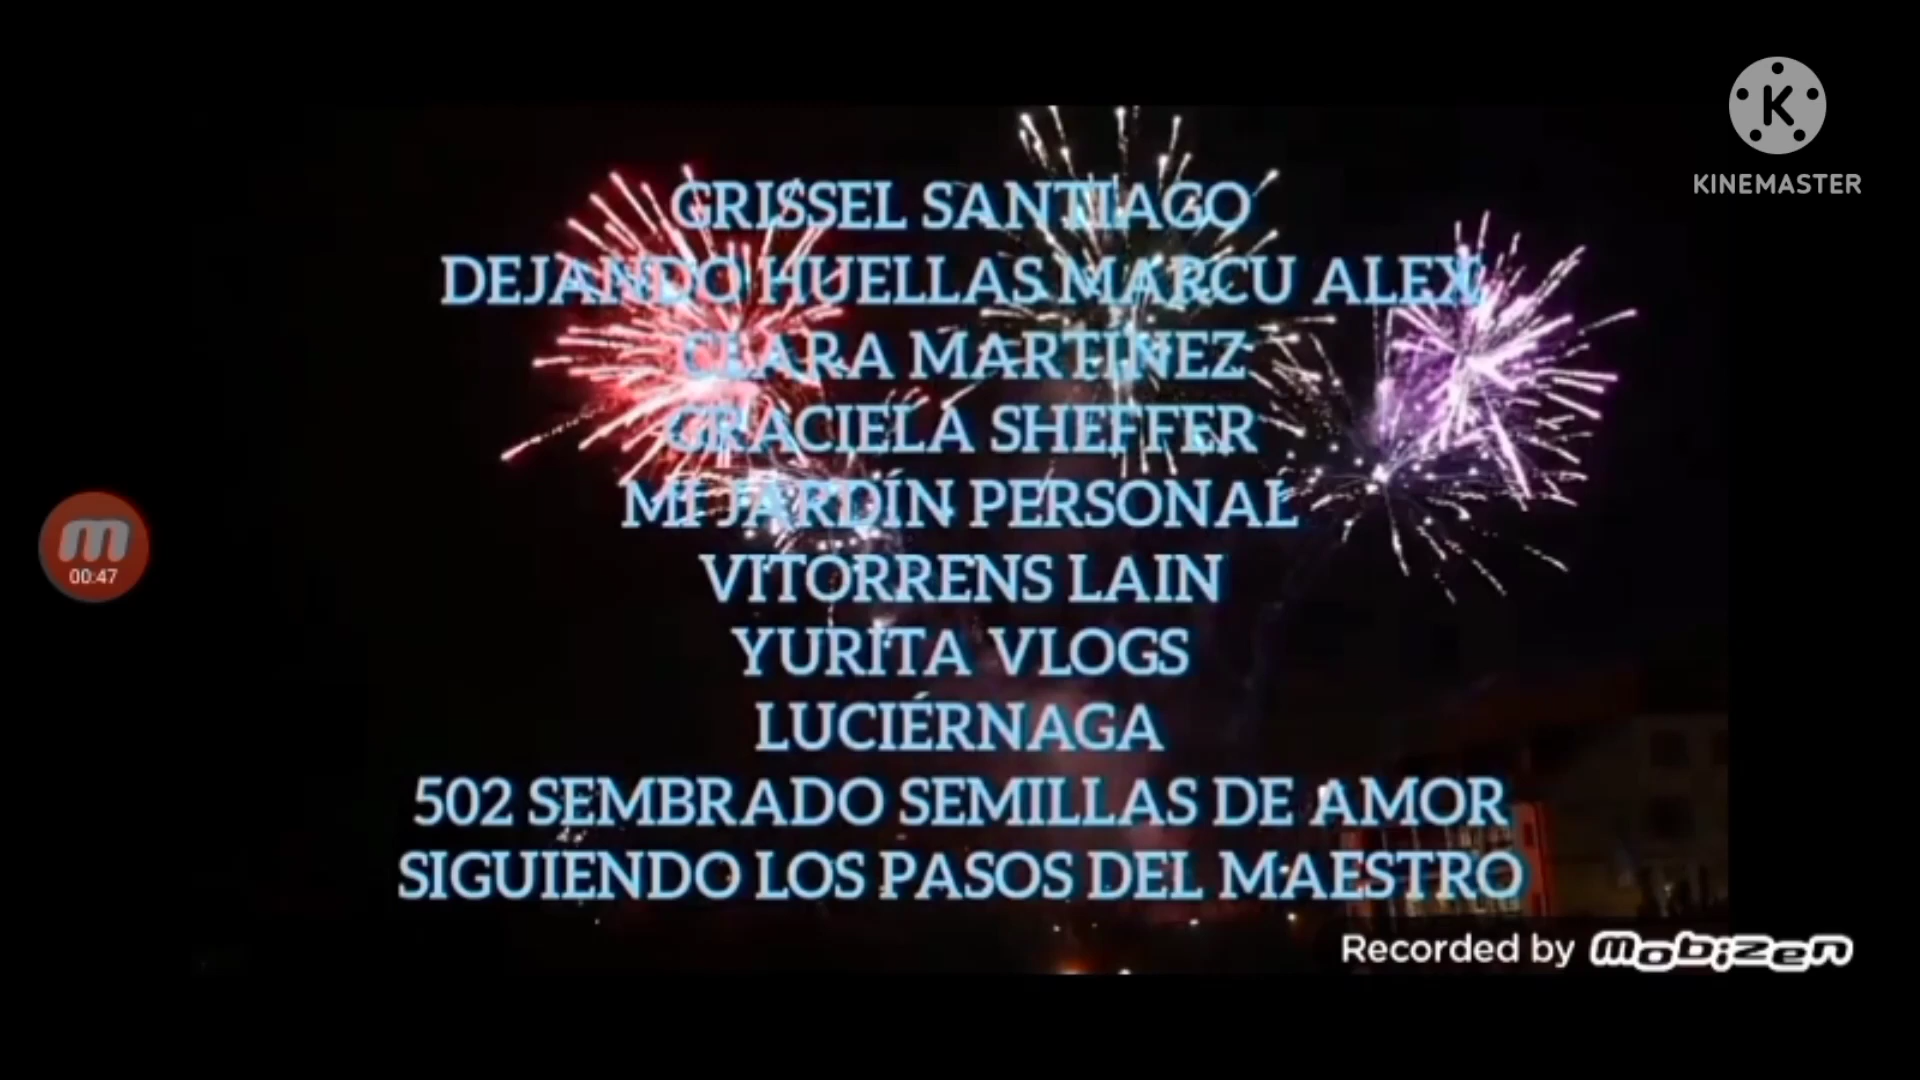 KINEMASTER
GRISSEL SANTIAGO
DEJANDO HUELLAS MARCU ALEX
CLARA MARTÍNEZ
GRACIELA SHEFFER
MI JARDÍN PERSONAL
VITORRENS LAIN
YURITA VLOGS
LUCIÉRNAGA
502 SEMBRADO SEMILLAS DE AMOR
SIGUIENDO LOS PASOS DEL MAESTRO
00:47
Recorded by mobizen